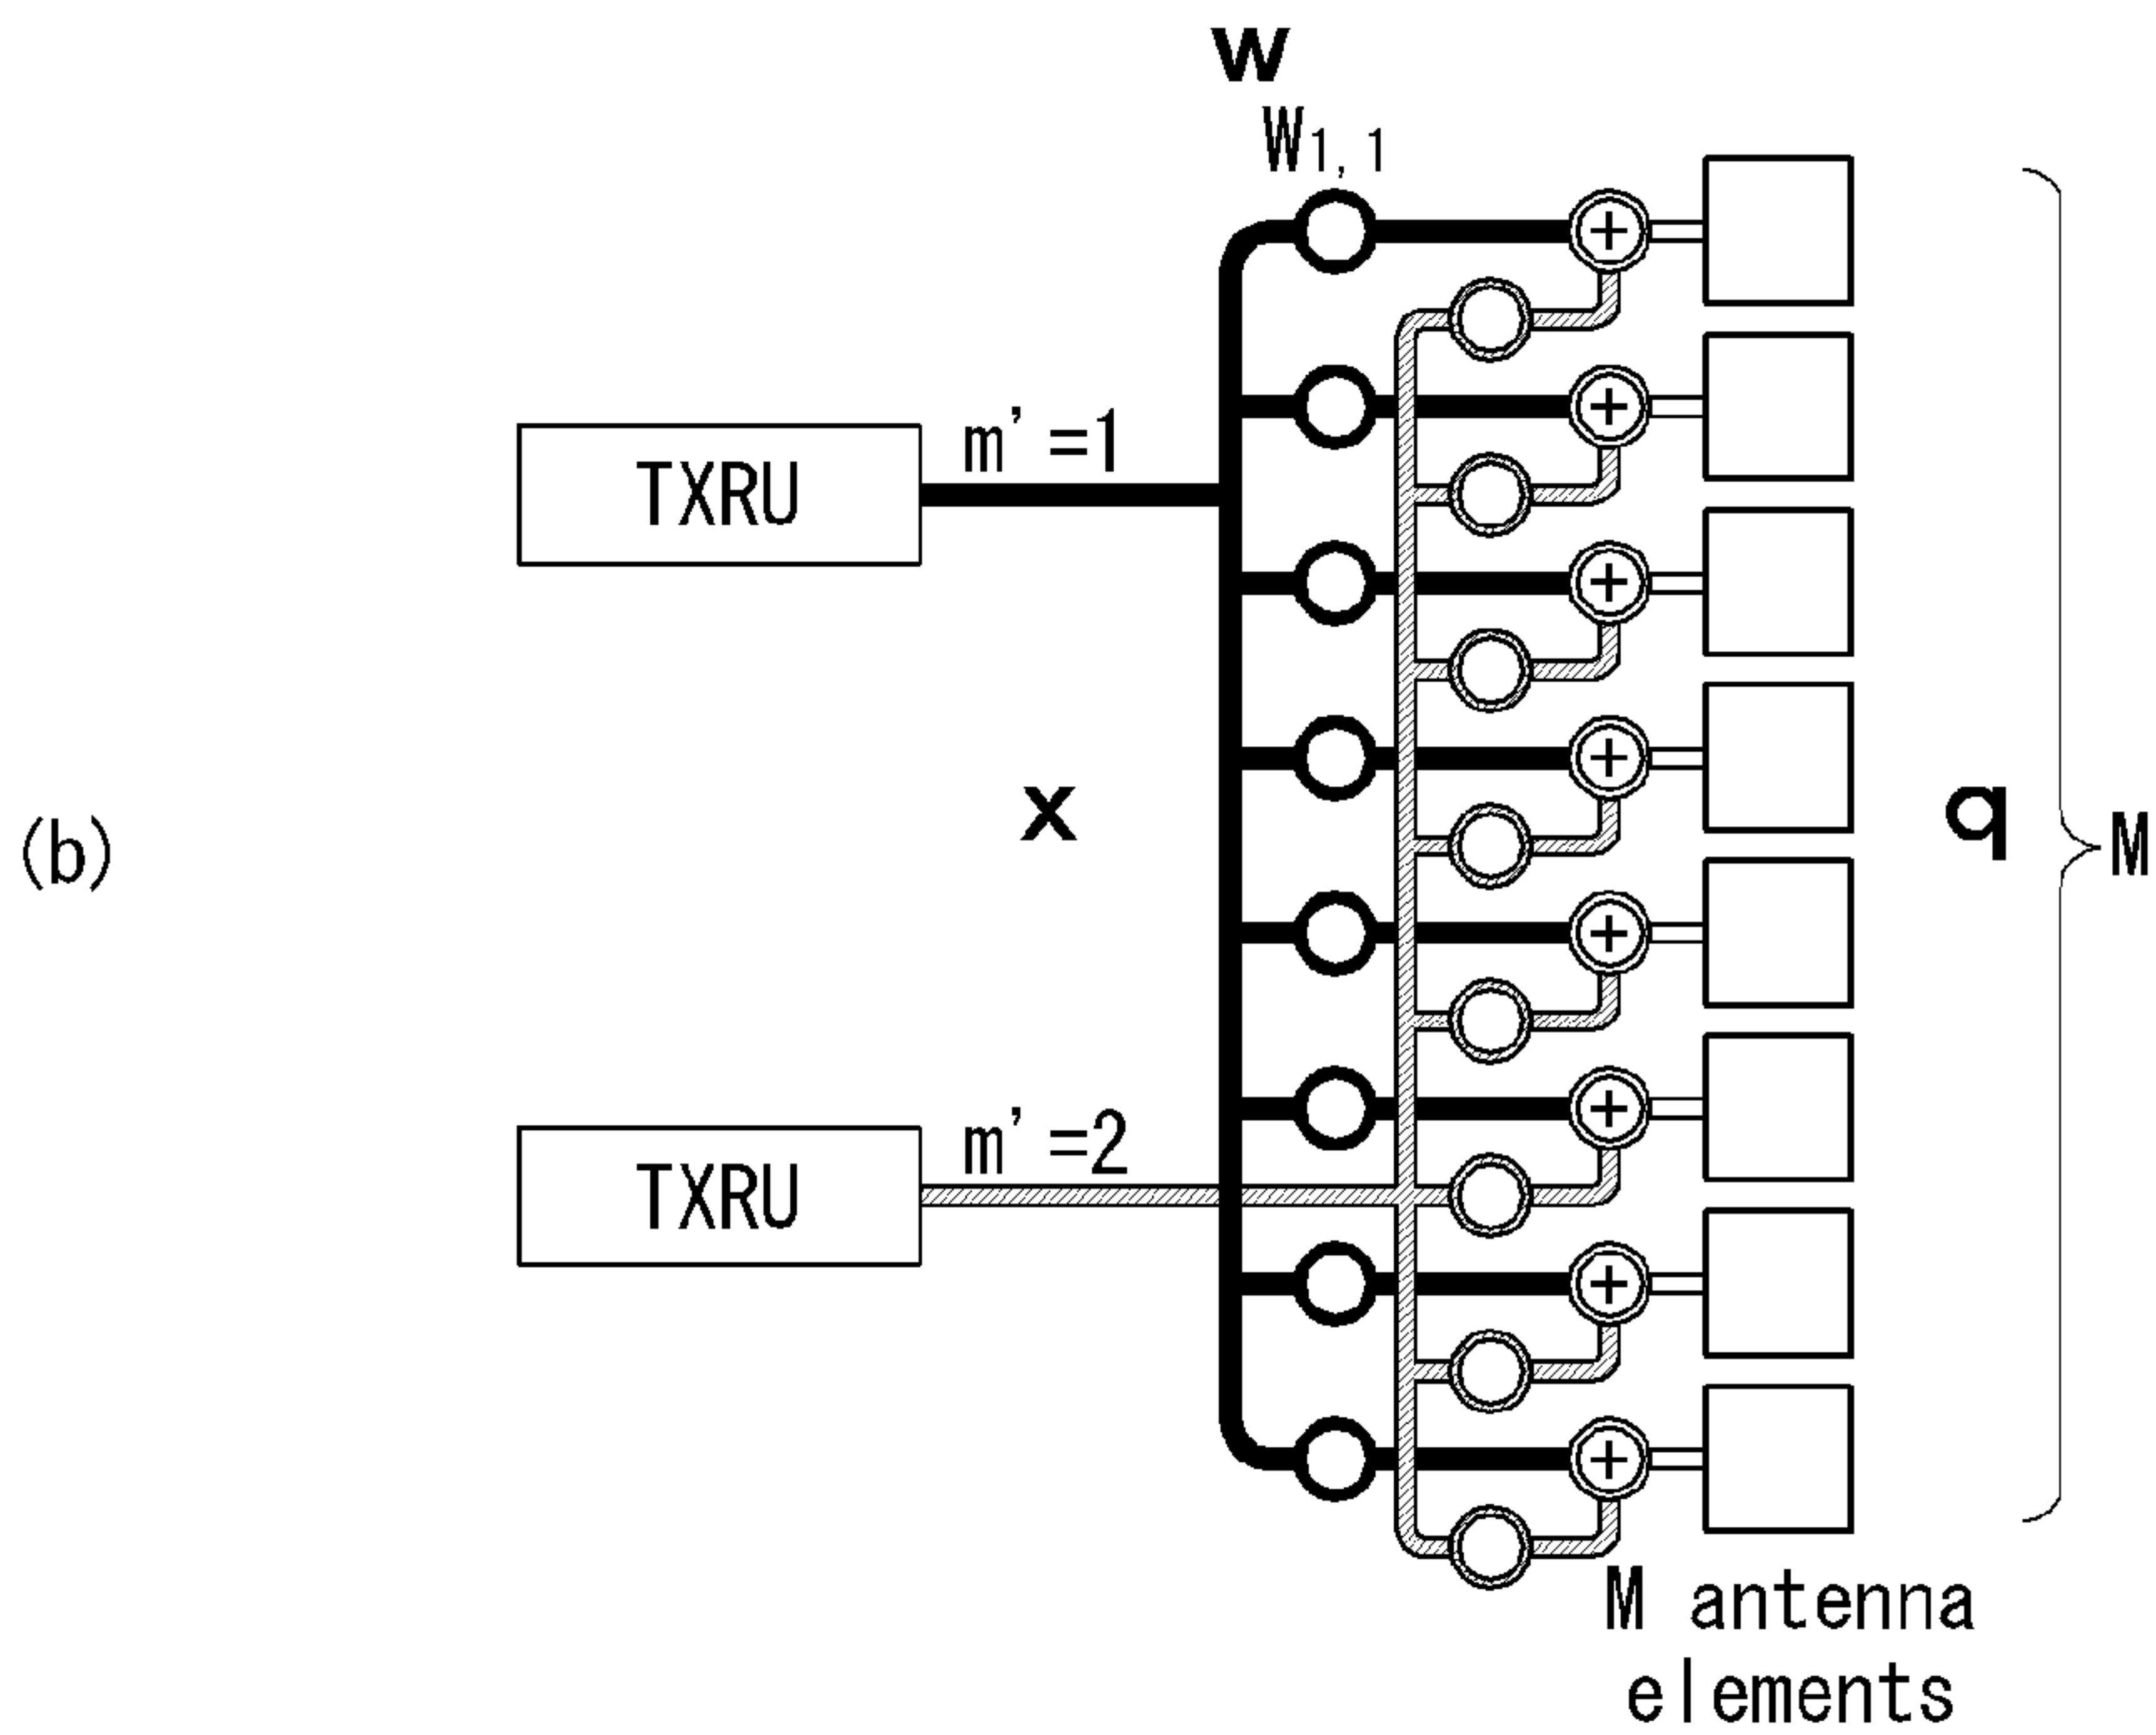 w
W1,1
m'=1
TXRU
+
+
+
+
x
q
(b)
M
+
m'=2
TXRU
+
+
+
M antenna
elements